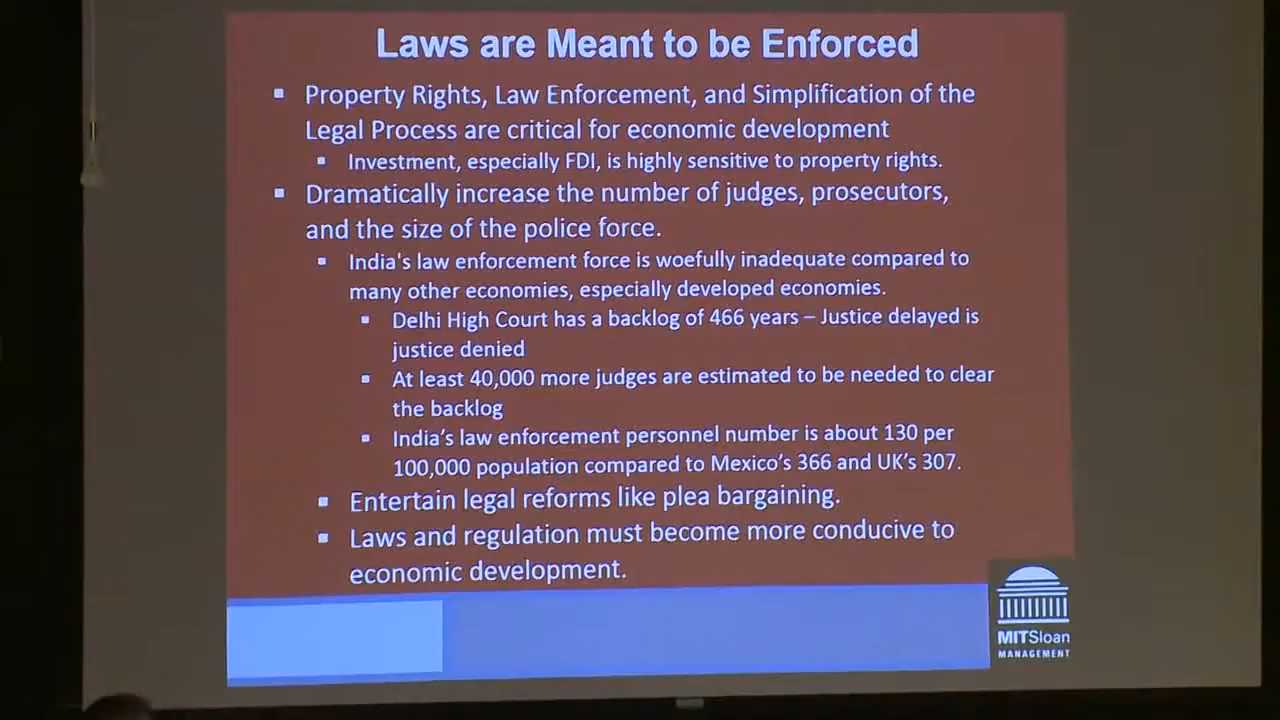 Laws are Meant to be Enforced
▪ Property Rights, Law Enforcement, and Simplification of the
Legal Process are critical for economic development
▪ Investment, especially FDI, is highly sensitive to property rights.
▪ Dramatically increase the number of judges, prosecutors,
and the size of the police force.
▪ India's law enforcement force is woefully inadequate compared to
many other economies, especially developed economies.
▪ Delhi High Court has a backlog of 466 years – Justice delayed is
justice denied
▪ At least 40,000 more judges are estimated to be needed to clear
the backlog
▪ India's law enforcement personnel number is about 130 per
100,000 population compared to Mexico's 366 and UK's 307.
▪ Entertain legal reforms like plea bargaining.
▪ Laws and regulation must become more conducive to
economic development.
MITSloan
MANAGEMENT